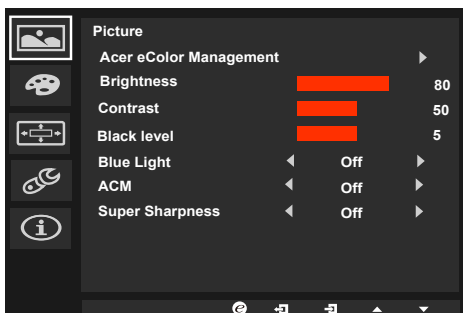 Picture
Acer eColor Management
Brightness 80
Contrast 50
Black level 5
Blue Light Off
ACM Off
Super Sharpness Off